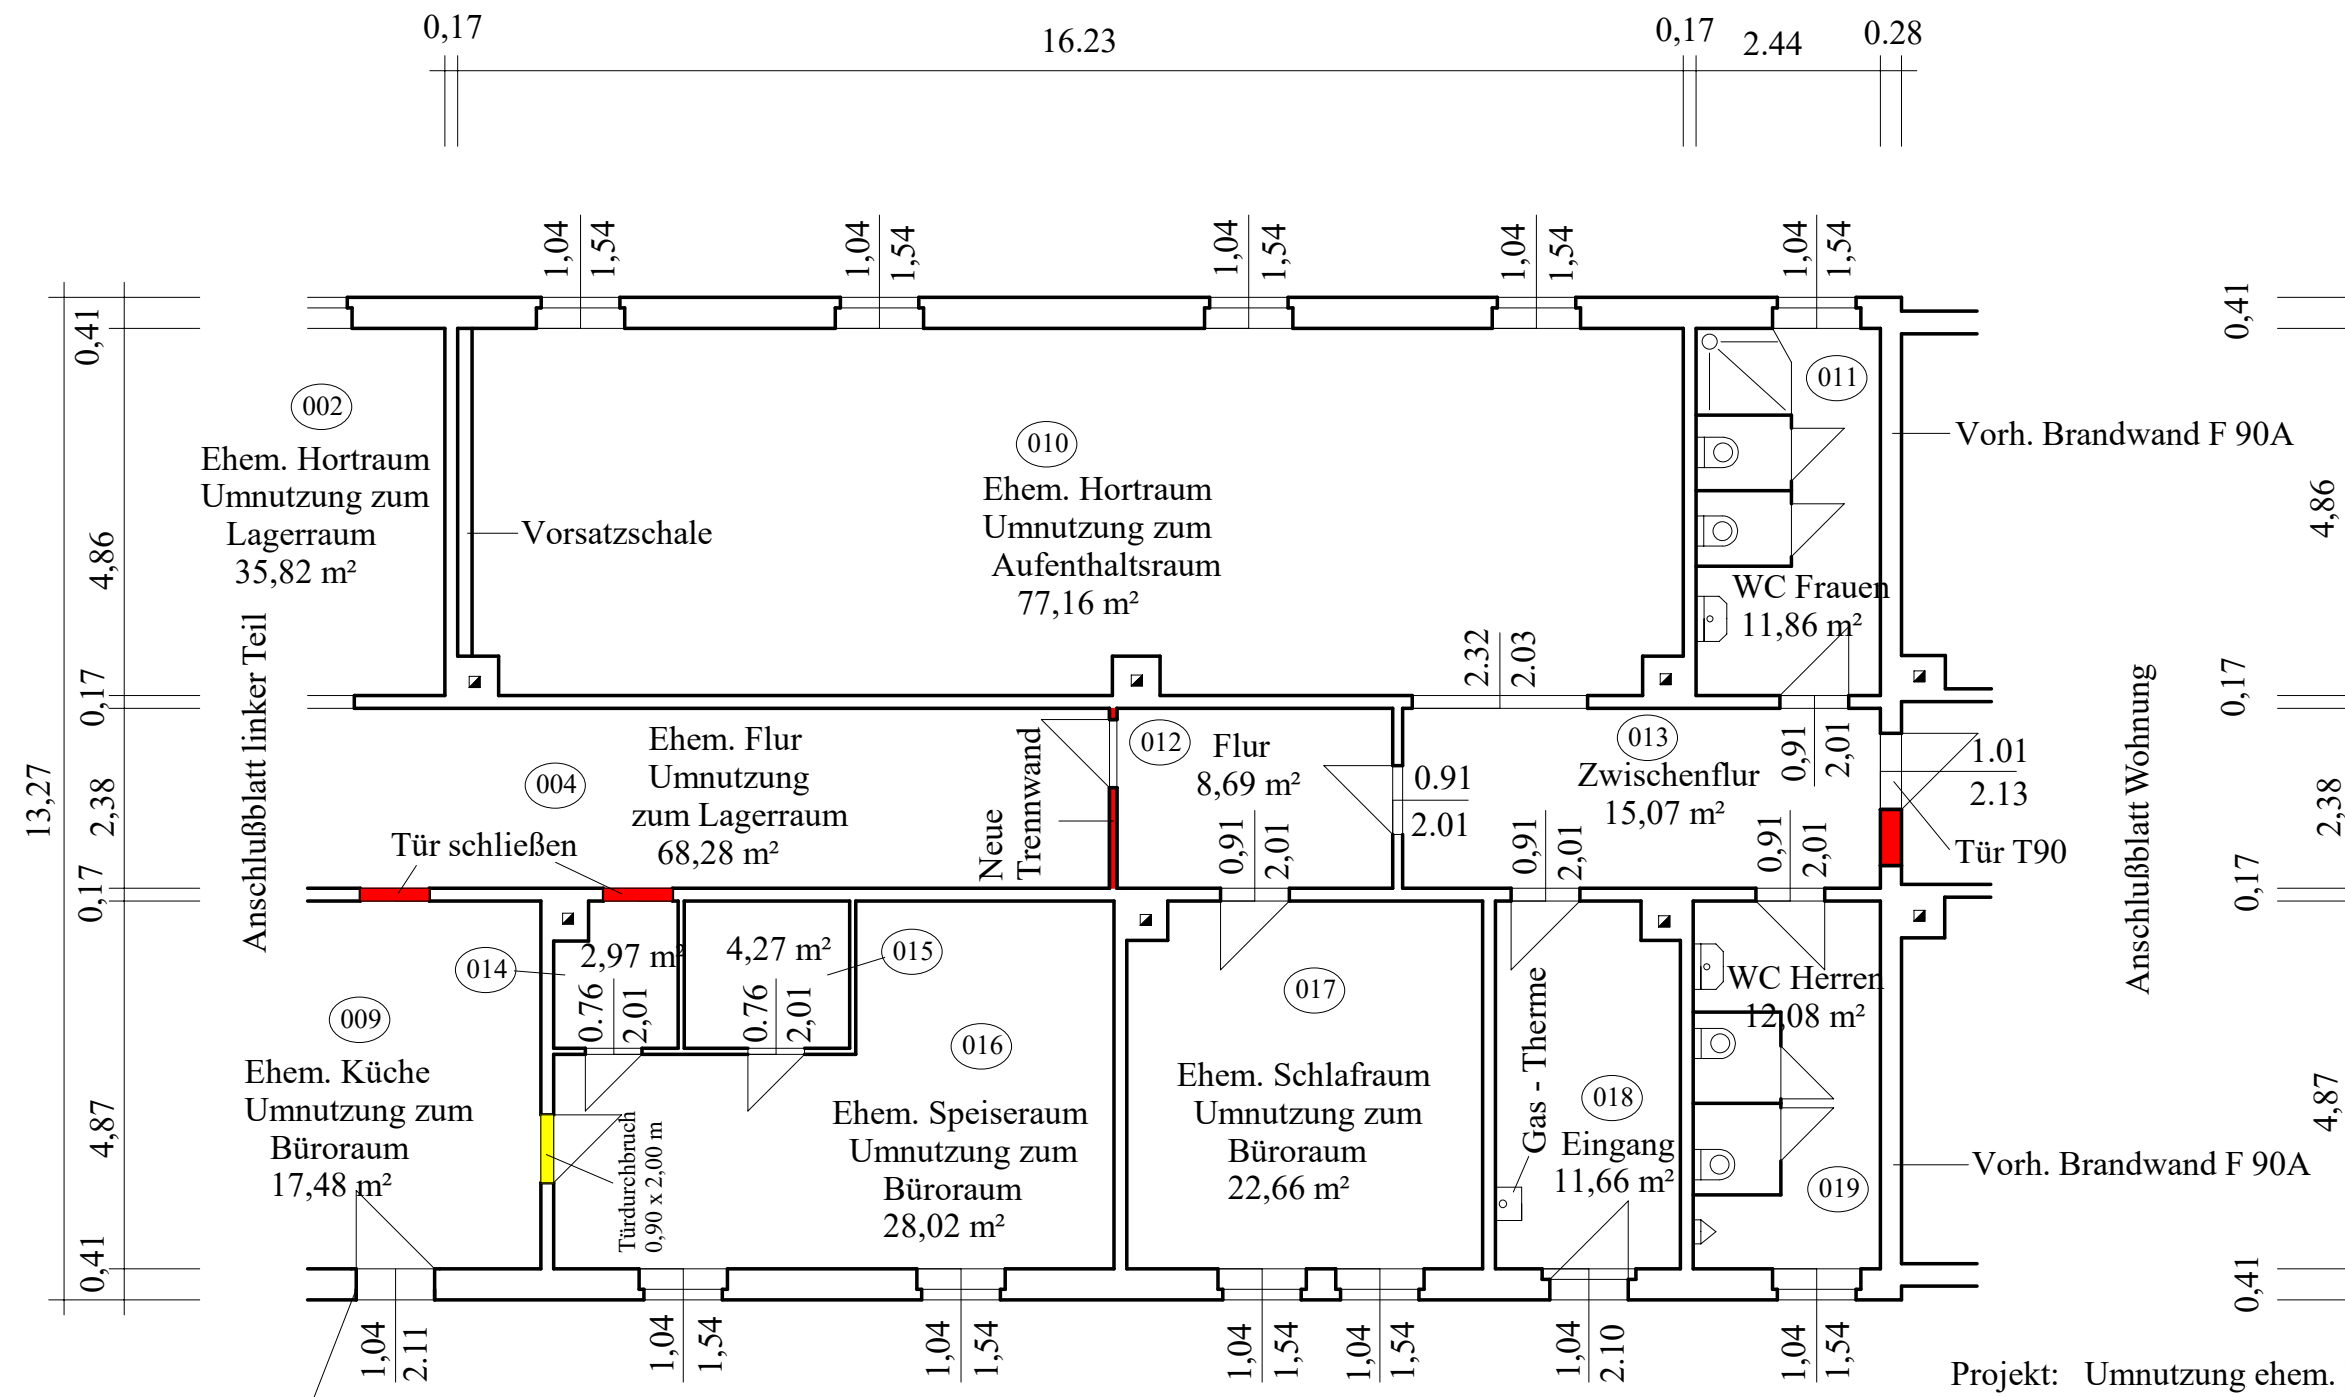 0,17
16.23
0,17
2.44
0.28
1,04
1,54
1,04
1,54
1,04
1,54
1,04
1,54
1,04
1,54
0,41
4,86
0,17
13,27
2,38
0,17
4,87
0,41
002
Ehem. Hortraum
Umnutzung zum
Lagerraum
35,82 m²
Anschlußblatt linker Teil
Vorsatzschale
010
Ehem. Hortraum
Umnutzung zum
Aufenthaltsraum
77,16 m²
2.32
2.03
011
WC Frauen
11,86 m²
Vorh. Brandwand F 90A
0,41
4,86
0,17
2,38
0,17
4,87
0,41
Anschlußblatt Wohnung
004
Ehem. Flur
Umnutzung
zum Lagerraum
68,28 m²
Tür schließen
Neue
Trennwand
012
Flur
8,69 m²
0,91
2,01
0.91
2.01
013
Zwischenflur
15,07 m²
0,91
2,01
0,91
2,01
0,91
2,01
1.01
2.13
Tür T90
009
Ehem. Küche
Umnutzung zum
Büroraum
17,48 m²
014
2,97 m²
0.76
2,01
4,27 m²
0.76
2,01
015
016
Ehem. Speiseraum
Umnutzung zum
Büroraum
28,02 m²
Türdurchbruch
0,90 x 2,00 m
017
Ehem. Schlafraum
Umnutzung zum
Büroraum
22,66 m²
Gas - Therme
018
Eingang
11,66 m²
WC Herren
12,08 m²
019
Vorh. Brandwand F 90A
1,04
2.11
1,04
1,54
1,04
1,54
1,04
1,54
1,04
1,54
1,04
2.10
1,04
1,54
Projekt: Umnutzung ehem.